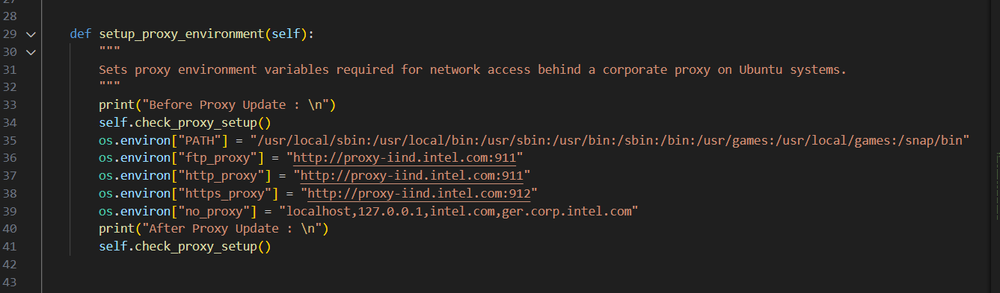 27
28
29 def setup_proxy_environment(self):
30 """
31 Sets proxy environment variables required for network access behind a corporate proxy on Ubuntu systems.
32 """
33 print("Before Proxy Update : \n")
34 self.check_proxy_setup()
35 os.environ["PATH"] = "/usr/local/sbin:/usr/local/bin:/usr/sbin:/usr/bin:/sbin:/bin:/usr/games:/usr/local/games:/snap/bin"
36 os.environ["ftp_proxy"] = "http://proxy-iind.intel.com:911"
37 os.environ["http_proxy"] = "http://proxy-iind.intel.com:911"
38 os.environ["https_proxy"] = "http://proxy-iind.intel.com:912"
39 os.environ["no_proxy"] = "localhost,127.0.0.1,intel.com,ger.corp.intel.com"
40 print("After Proxy Update : \n")
41 self.check_proxy_setup()
42
43